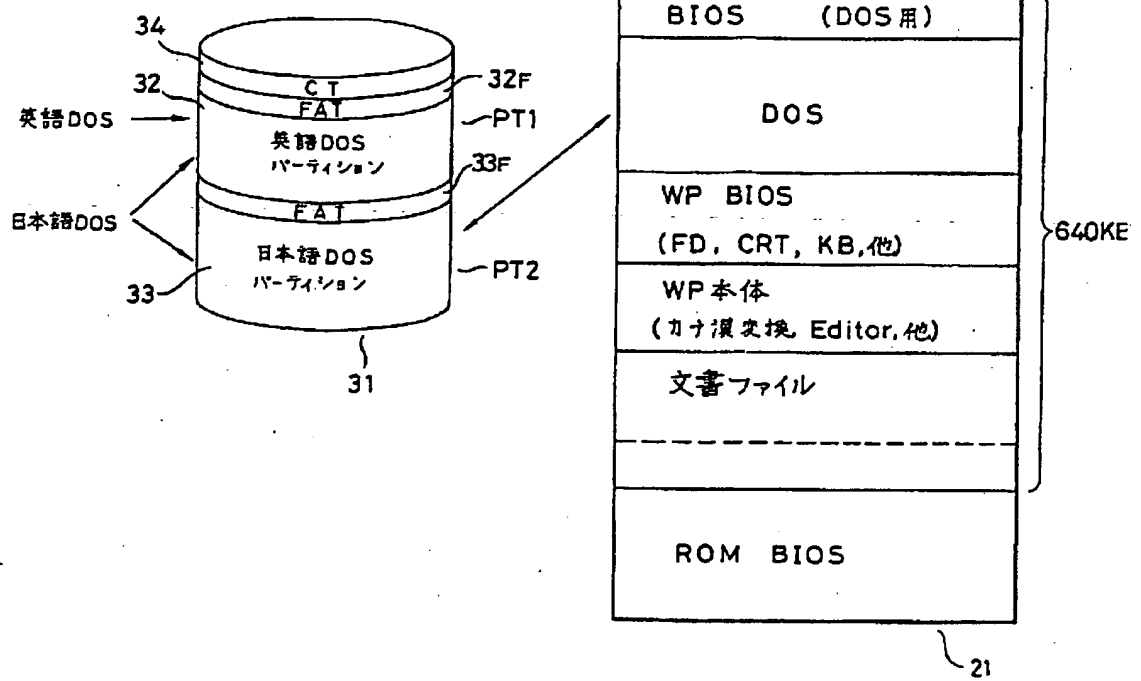 34
CT
32
32F
FAT
英語DOS
PT1
英語DOS
パーティション
33F
FAT
日本語DOS
日本語DOS
パーティション
PT2
33
31
BIOS (DOS用)
DOS
WP BIOS
(FD, CRT, KB,他)
WP本体
(カナ漢変換, Editor,他)
文書ファイル
ROM BIOS
640KE
21